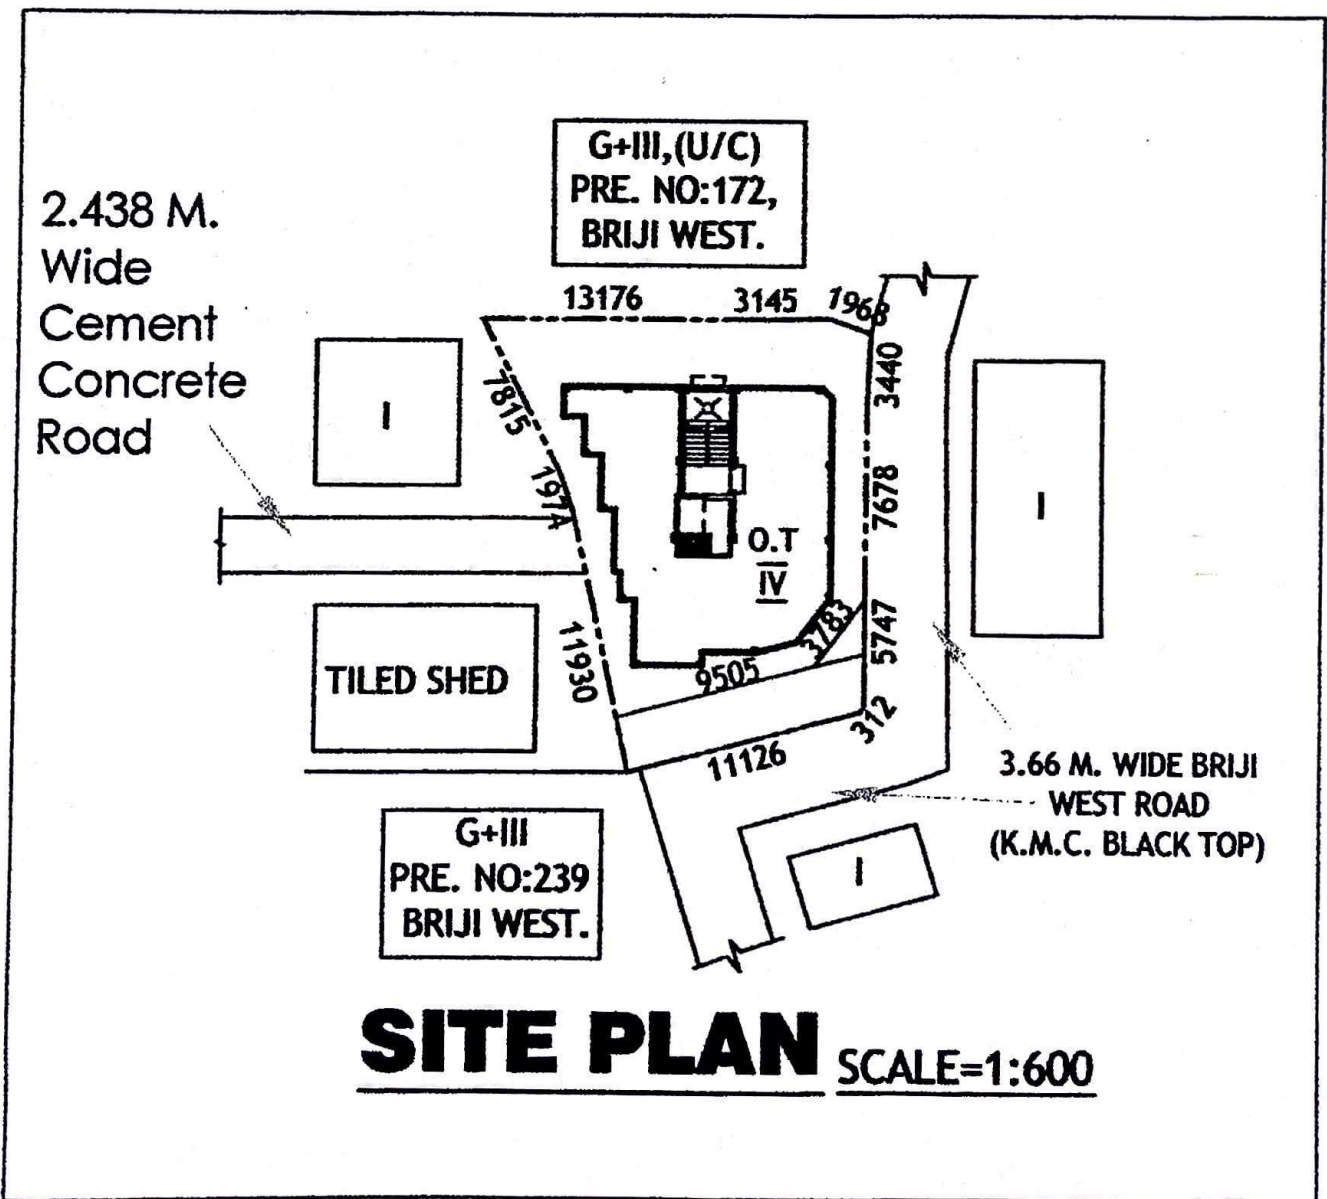 G+III,(U/C)
PRE. NO:172,
BRIJI WEST.
2.438 M.
Wide
Cement
Concrete
Road
13176
3145
1968
3440
7815
I
1974
7678
I
O.T
IV
3783
5747
TILED SHED
11930
9505
312
11126
3.66 M. WIDE BRIJI
WEST ROAD
(K.M.C. BLACK TOP)
G+III
PRE. NO:239
BRIJI WEST.
I
SITE PLAN SCALE=1:600